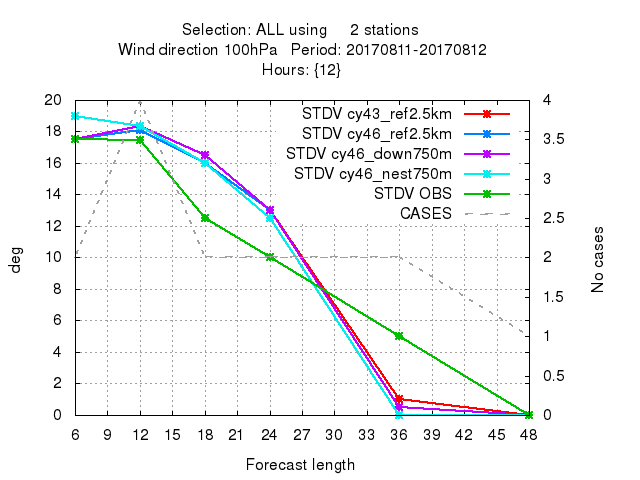 Selection: ALL using 2 stations
Wind direction 100hPa Period: 20170811-20170812
Hours: {12}
STDV cy43_ref2.5km
STDV cy46_ref2.5km
STDV cy46_down750m
STDV cy46_nest750m
STDV OBS
CASES
20
18
16
14
12
10
8
6
4
2
0
deg
4
3.5
3
2.5
2
1.5
1
0.5
0
No cases
6 9 12 15 18 21 24 27 30 33 36 39 42 45 48
Forecast length